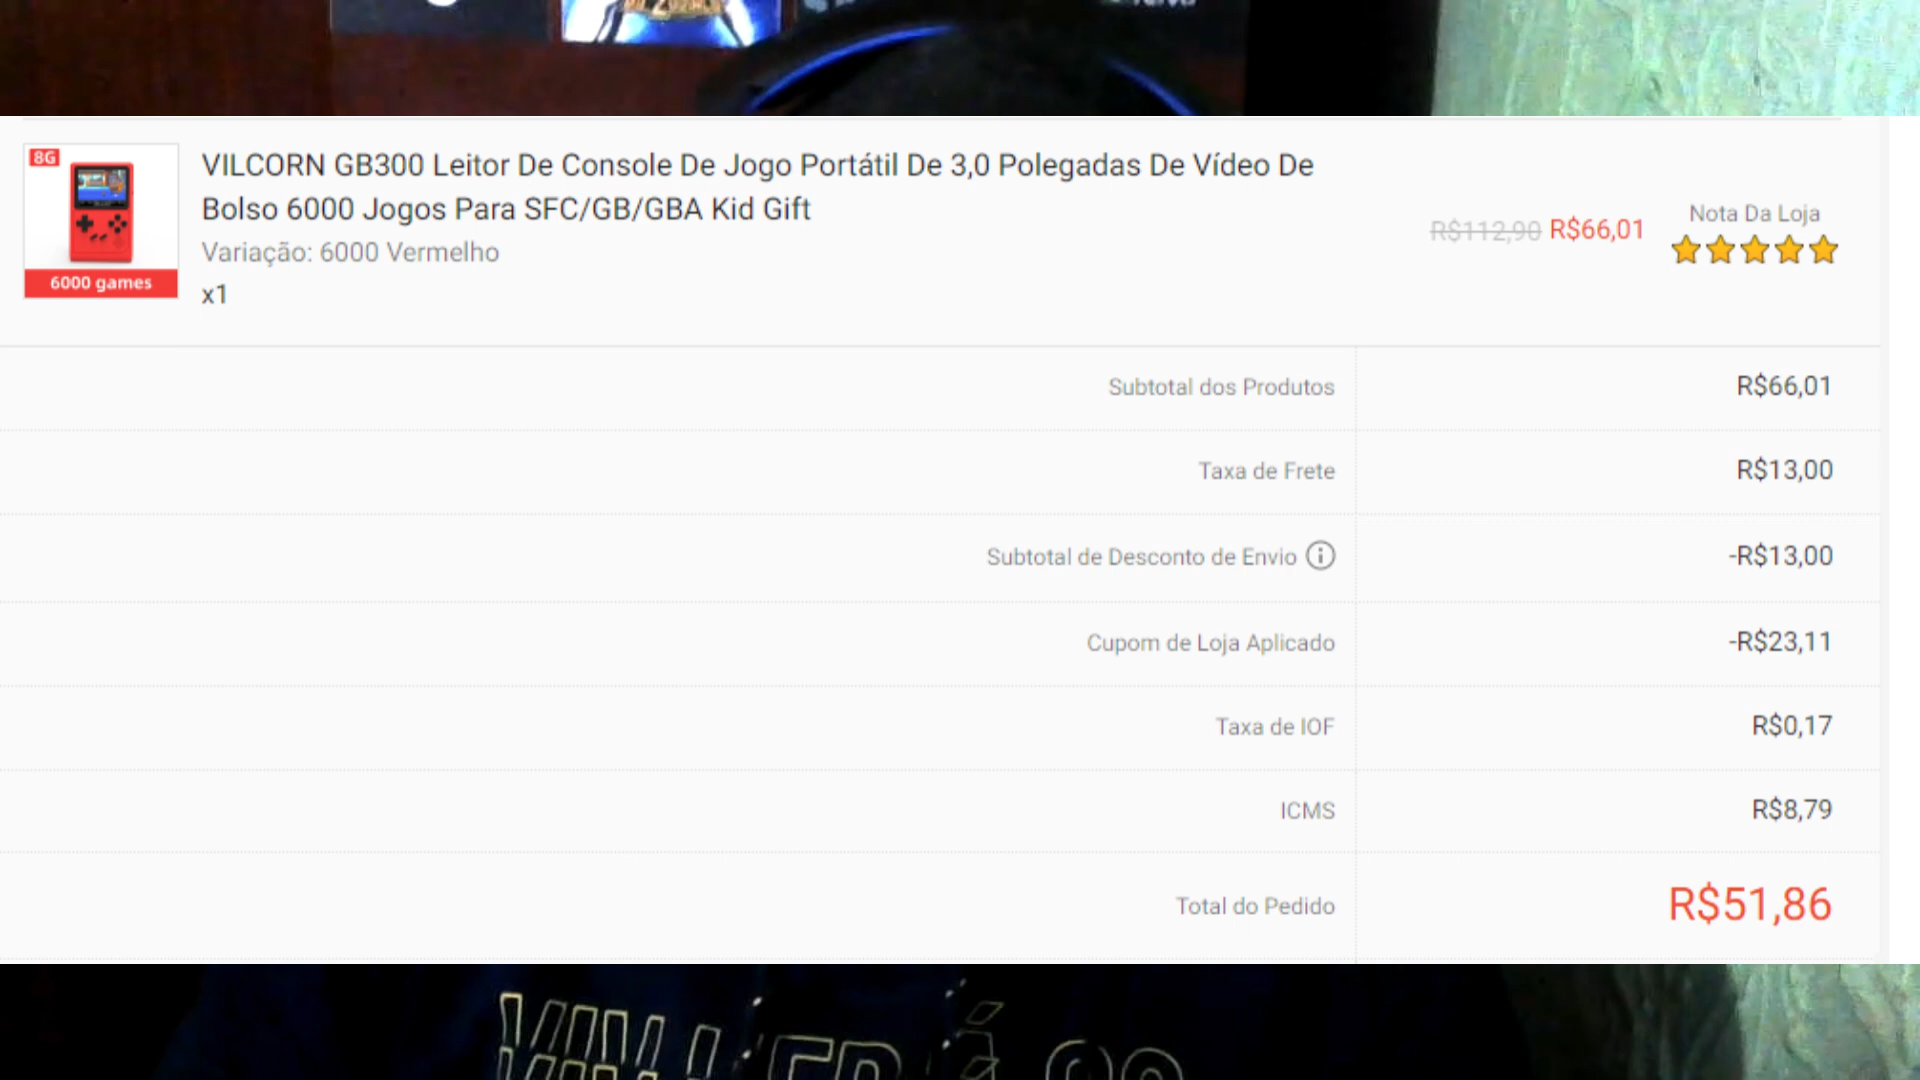 8G
6000 games
VILCORN GB300 Leitor De Console De Jogo Portátil De 3,0 Polegadas De Vídeo De
Bolso 6000 Jogos Para SFC/GB/GBA Kid Gift
Variação: 6000 Vermelho
x1
R$112,90 R$66,01
Nota Da Loja
Subtotal dos Produtos R$66,01
Taxa de Frete R$13,00
Subtotal de Desconto de Envio -R$13,00
Cupom de Loja Aplicado -R$23,11
Taxa de IOF R$0,17
ICMS R$8,79
Total do Pedido R$51,86